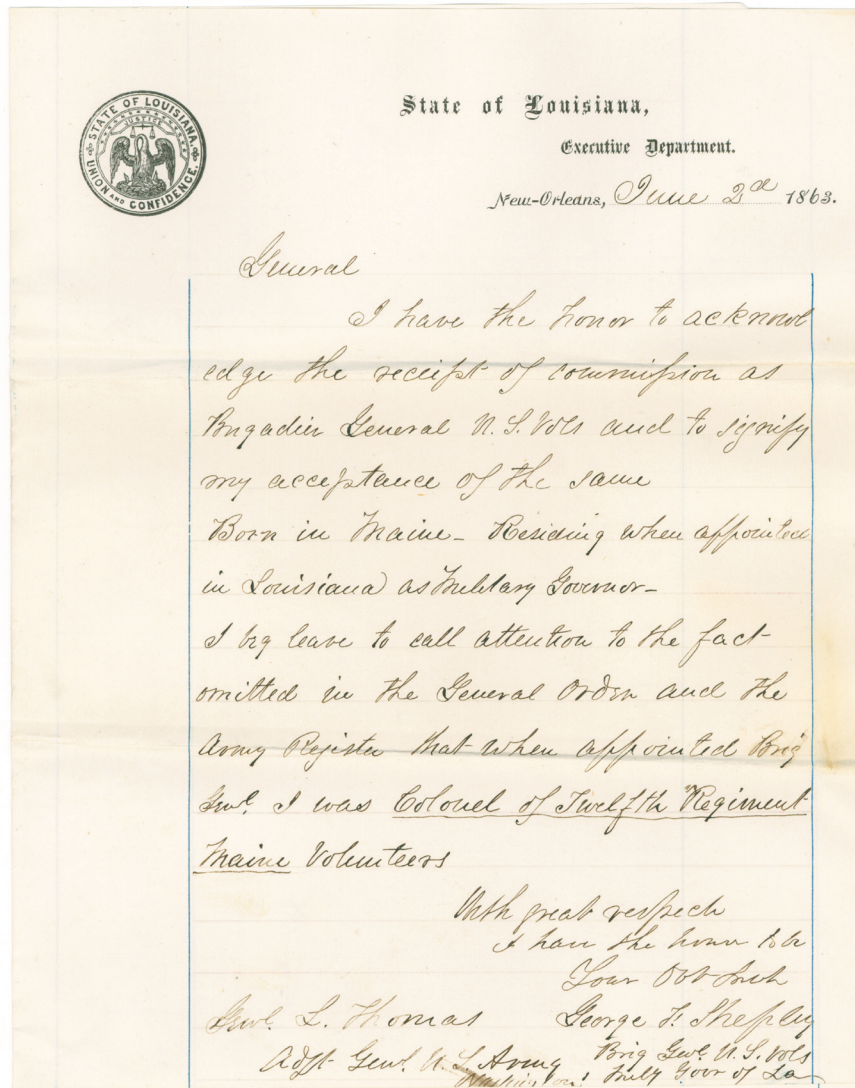 STATE OF LOUISIANA.
JUSTICE
UNION AND CONFIDENCE.
State of Louisiana,
Executive Department.
New-Orleans, June 2d 1863.
General
I have the honor to acknowl
edge the receipt of commission as
Brigadier General U. S. Vols and to signify
my acceptance of the same
Born in Maine - Residing when appointed
in Louisiana as Military Governor -
I beg leave to call attention to the fact
omitted in the General Order and the
Army Register that when appointed Brig
Genl. I was Colonel of Twelfth Regiment
Maine Volunteers
With great respect
I have the honor to be
Your Obt Servt
George F. Shepley
Genl. L. Thomas
Brig Genl. U. S. Vols
Adjt Genl. U. S. Army
Mily Govr of La
Washington